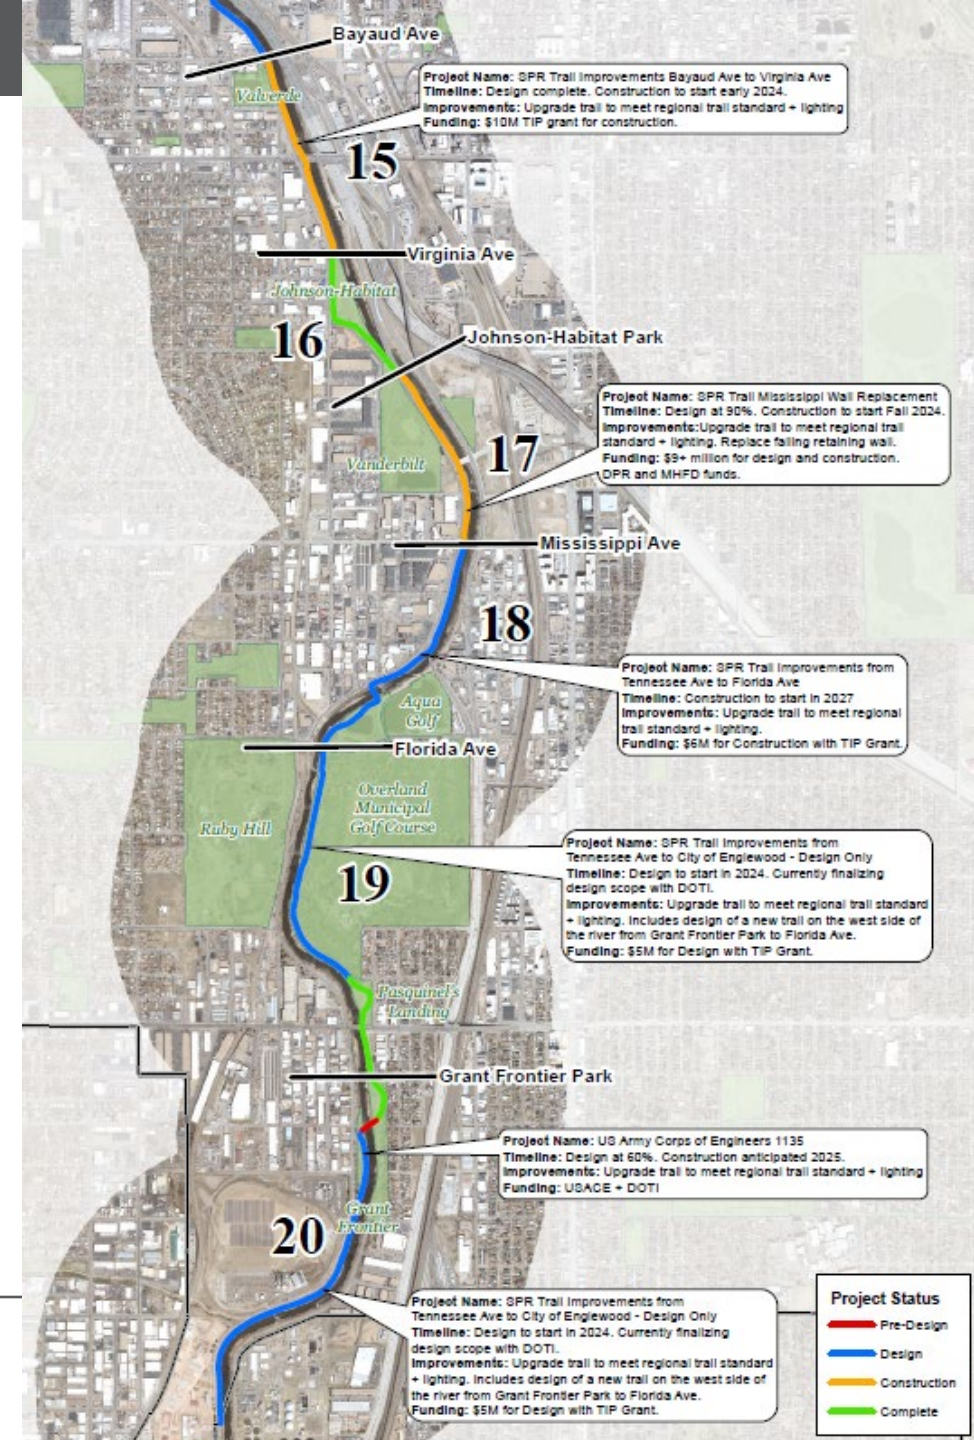 Bayaud Ave
Valverde
Project Name: SPR Trail Improvements Bayaud Ave to Virginia Ave
Timeline: Design complete. Construction to start early 2024.
Improvements: Upgrade trail to meet regional trail standard + lighting
Funding: $10M TIP grant for construction.
15
Virginia Ave
Johnson-Habitat
16
Johnson-Habitat Park
Project Name: SPR Trail Mississippi Wall Replacement
Timeline: Design at 90%. Construction to start Fall 2024.
Improvements:Upgrade trail to meet regional trail
standard + lighting. Replace failing retaining wall.
Funding: $9+ million for design and construction.
DPR and MHFD funds.
17
Vanderbilt
Mississippi Ave
18
Project Name: SPR Trail Improvements from
Tennessee Ave to Florida Ave
Timeline: Construction to start in 2027
Improvements: Upgrade trail to meet regional
trail standard + lighting.
Funding: $6M for Construction with TIP Grant.
Aqua
Golf
Florida Ave
Overland
Municipal
Golf Course
Ruby Hill
Project Name: SPR Trail Improvements from
Tennessee Ave to City of Englewood - Design Only
Timeline: Design to start in 2024. Currently finalizing
design scope with DOTI.
Improvements: Upgrade trail to meet regional trail standard
+ lighting. Includes design of a new trail on the west side of
the river from Grant Frontier Park to Florida Ave.
Funding: $5M for Design with TIP Grant.
19
Pasquinel's
Landing
Grant Frontier Park
Project Name: US Army Corps of Engineers 1135
Timeline: Design at 60%. Construction anticipated 2025.
Improvements: Upgrade trail to meet regional trail standard + lighting
Funding: USACE + DOTI
Grant
Frontier
20
Project Name: SPR Trail Improvements from
Tennessee Ave to City of Englewood - Design Only
Timeline: Design to start in 2024. Currently finalizing
design scope with DOTI.
Improvements: Upgrade trail to meet regional trail standard
+ lighting. Includes design of a new trail on the west side of
the river from Grant Frontier Park to Florida Ave.
Funding: $5M for Design with TIP Grant.
Project Status
Pre-Design
Design
Construction
Complete